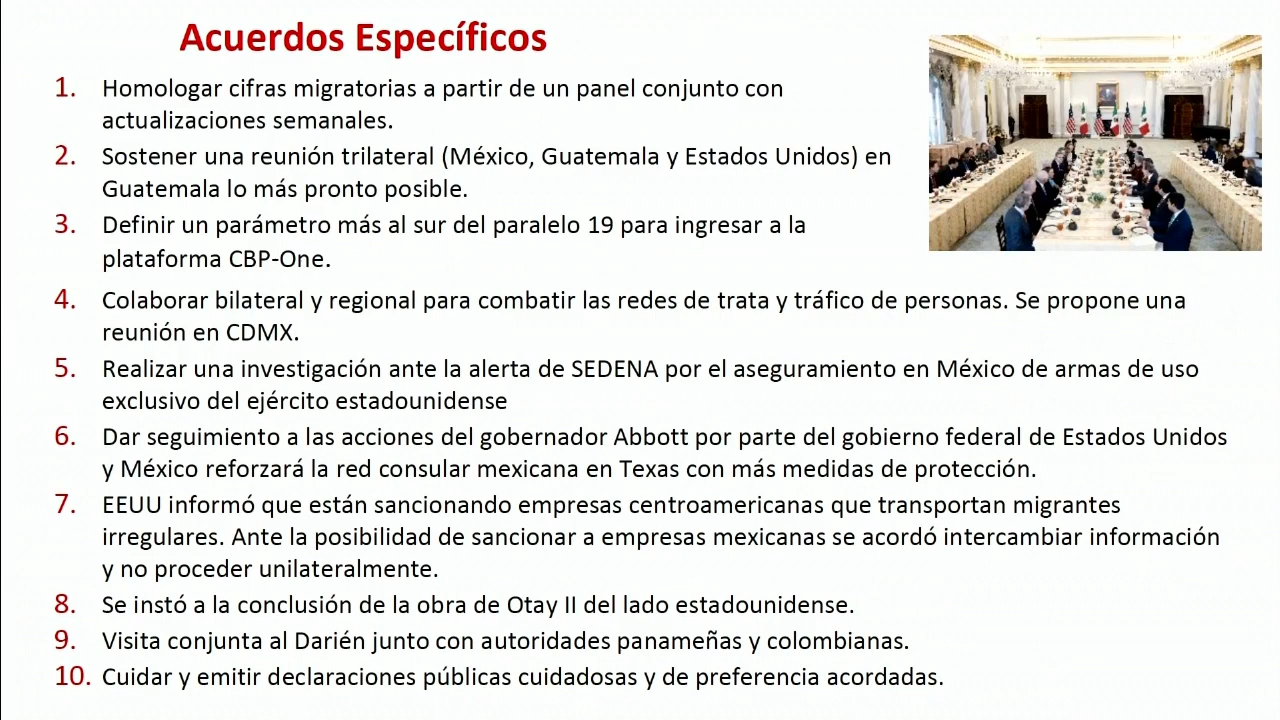 Acuerdos Específicos
1. Homologar cifras migratorias a partir de un panel conjunto con
actualizaciones semanales.
2. Sostener una reunión trilateral (México, Guatemala y Estados Unidos) en
Guatemala lo más pronto posible.
3. Definir un parámetro más al sur del paralelo 19 para ingresar a la
plataforma CBP-One.
4. Colaborar bilateral y regional para combatir las redes de trata y tráfico de personas. Se propone una
reunión en CDMX.
5. Realizar una investigación ante la alerta de SEDENA por el aseguramiento en México de armas de uso
exclusivo del ejército estadounidense
6. Dar seguimiento a las acciones del gobernador Abbott por parte del gobierno federal de Estados Unidos
y México reforzará la red consular mexicana en Texas con más medidas de protección.
7. EEUU informó que están sancionando empresas centroamericanas que transportan migrantes
irregulares. Ante la posibilidad de sancionar a empresas mexicanas se acordó intercambiar información
y no proceder unilateralmente.
8. Se instó a la conclusión de la obra de Otay II del lado estadounidense.
9. Visita conjunta al Darién junto con autoridades panameñas y colombianas.
10. Cuidar y emitir declaraciones públicas cuidadosas y de preferencia acordadas.